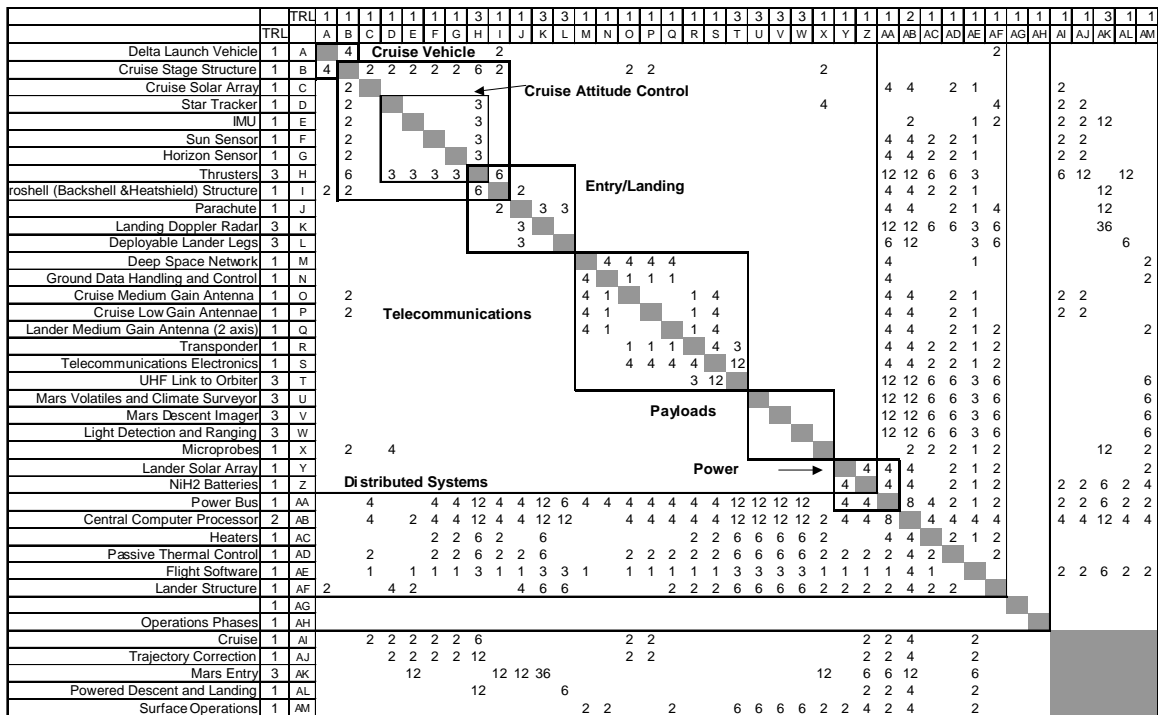 TRL 1 1 1 1 1 1 1 3 1 1 3 3 1 1 1 1 1 1 1 3 3 3 3 1 1 1 1 2 1 1 1 1 1 1 1 1 3 1 1
TRL A B C D E F G H I J K L M N O P Q R S T U V W X Y Z AA AB AC AD AE AF AG AH AI AJ AK AL AM
Delta Launch Vehicle 1 A 4 Cruise Vehicle 2 2
Cruise Stage Structure 1 B 4 2 2 2 2 2 6 2 2 2 2
Cruise Solar Array 1 C 2 Cruise Attitude Control 4 4 2 1 2
Star Tracker 1 D 2 3 4 4 2 2
IMU 1 E 2 3 2 1 2 2 2 12
Sun Sensor 1 F 2 3 4 4 2 2 1 2 2
Horizon Sensor 1 G 2 3 4 4 2 2 1 2 2
Thrusters 3 H 6 3 3 3 3 6 12 12 6 6 3 6 12 12
Entry/Landing
roshell (Backshell &Heatshield) Structure 1 I 2 2 6 2 4 4 2 2 1 12
Parachute 1 J 2 3 3 4 4 2 1 4 12
Landing Doppler Radar 3 K 3 12 12 6 6 3 6 36
Deployable Lander Legs 3 L 3 6 12 3 6 6
Deep Space Network 1 M 4 4 4 4 4 1 2
Ground Data Handling and Control 1 N 4 1 1 1 4 2
Cruise Medium Gain Antenna 1 O 2 4 1 1 4 4 4 2 1 2 2
Cruise Low Gain Antennae 1 P 2 Telecommunications 4 1 1 4 4 4 2 1 2 2
Lander Medium Gain Antenna (2 axis) 1 Q 4 1 1 4 4 4 2 1 2 2
Transponder 1 R 1 1 1 4 3 4 4 2 2 1 2
Telecommunications Electronics 1 S 4 4 4 4 12 4 4 2 2 1 2
UHF Link to Orbiter 3 T 3 12 12 12 6 6 3 6 6
Mars Volatiles and Climate Surveyor 3 U 12 12 6 6 3 6 6
Mars Descent Imager 3 V Payloads 12 12 6 6 3 6 6
Light Detection and Ranging 3 W 12 12 6 6 3 6 6
Microprobes 1 X 2 4 2 2 2 1 2 12 2
Lander Solar Array 1 Y Power 4 4 4 2 1 2 2
NiH2 Batteries 1 Z Distributed Systems 4 4 4 2 1 2 2 2 6 2 4
Power Bus 1 AA 4 4 4 12 4 4 12 6 4 4 4 4 4 4 4 12 12 12 12 4 4 8 4 2 1 2 2 2 6 2 2
Central Computer Processor 2 AB 4 2 4 4 12 4 4 12 12 4 4 4 4 4 12 12 12 12 2 4 4 8 4 4 4 4 4 4 12 4 4
Heaters 1 AC 2 2 6 2 6 2 2 6 6 6 6 2 4 4 2 1 2
Passive Thermal Control 1 AD 2 2 2 6 2 2 6 2 2 2 2 2 6 6 6 6 2 2 2 2 4 2 2
Flight Software 1 AE 1 1 1 1 3 1 1 3 3 1 1 1 1 1 1 3 3 3 3 1 1 1 1 4 1 2 2 6 2 2
Lander Structure 1 AF 2 4 2 4 6 6 2 2 2 6 6 6 6 2 2 2 2 4 2 2
1 AG
Operations Phases 1 AH
Cruise 1 AI 2 2 2 2 2 6 2 2 2 2 4 2
Trajectory Correction 1 AJ 2 2 2 2 12 2 2 2 2 4 2
Mars Entry 3 AK 12 12 12 36 12 6 6 12 6
Powered Descent and Landing 1 AL 12 6 2 2 4 2
Surface Operations 1 AM 2 2 2 6 6 6 6 2 2 4 2 4 2